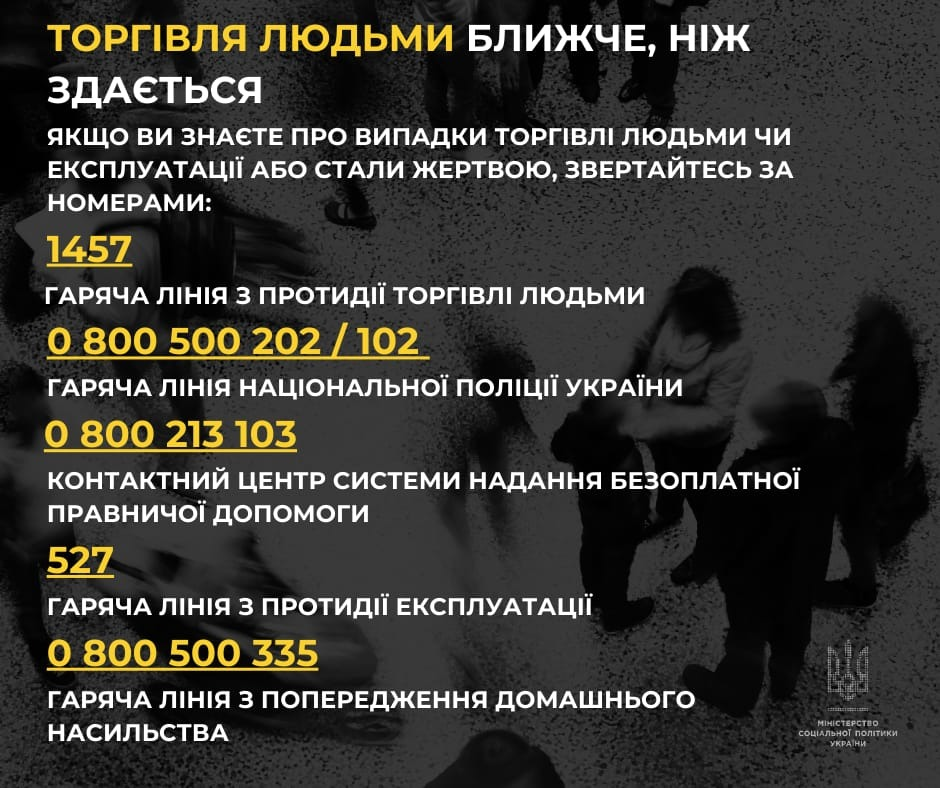 ТОРГІВЛЯ ЛЮДЬМИ БЛИЖЧЕ, НІЖ
ЗДАЄТЬСЯ
ЯКЩО ВИ ЗНАЄТЕ ПРО ВИПАДКИ ТОРГІВЛІ ЛЮДЬМИ ЧИ
ЕКСПЛУАТАЦІЇ АБО СТАЛИ ЖЕРТВОЮ, ЗВЕРТАЙТЕСЬ ЗА
НОМЕРАМИ:
1457
ГАРЯЧА ЛІНІЯ З ПРОТИДІЇ ТОРГІВЛІ ЛЮДЬМИ
0 800 500 202 / 102
ГАРЯЧА ЛІНІЯ НАЦІОНАЛЬНОЇ ПОЛІЦІЇ УКРАЇНИ
0 800 213 103
КОНТАКТНИЙ ЦЕНТР СИСТЕМИ НАДАННЯ БЕЗОПЛАТНОЇ
ПРАВНИЧОЇ ДОПОМОГИ
527
ГАРЯЧА ЛІНІЯ З ПРОТИДІЇ ЕКСПЛУАТАЦІЇ
0 800 500 335
ГАРЯЧА ЛІНІЯ З ПОПЕРЕДЖЕННЯ ДОМАШНЬОГО
НАСИЛЬСТВА
МІНІСТЕРСТВО
СОЦІАЛЬНОЇ ПОЛІТИКИ
УКРАЇНИ